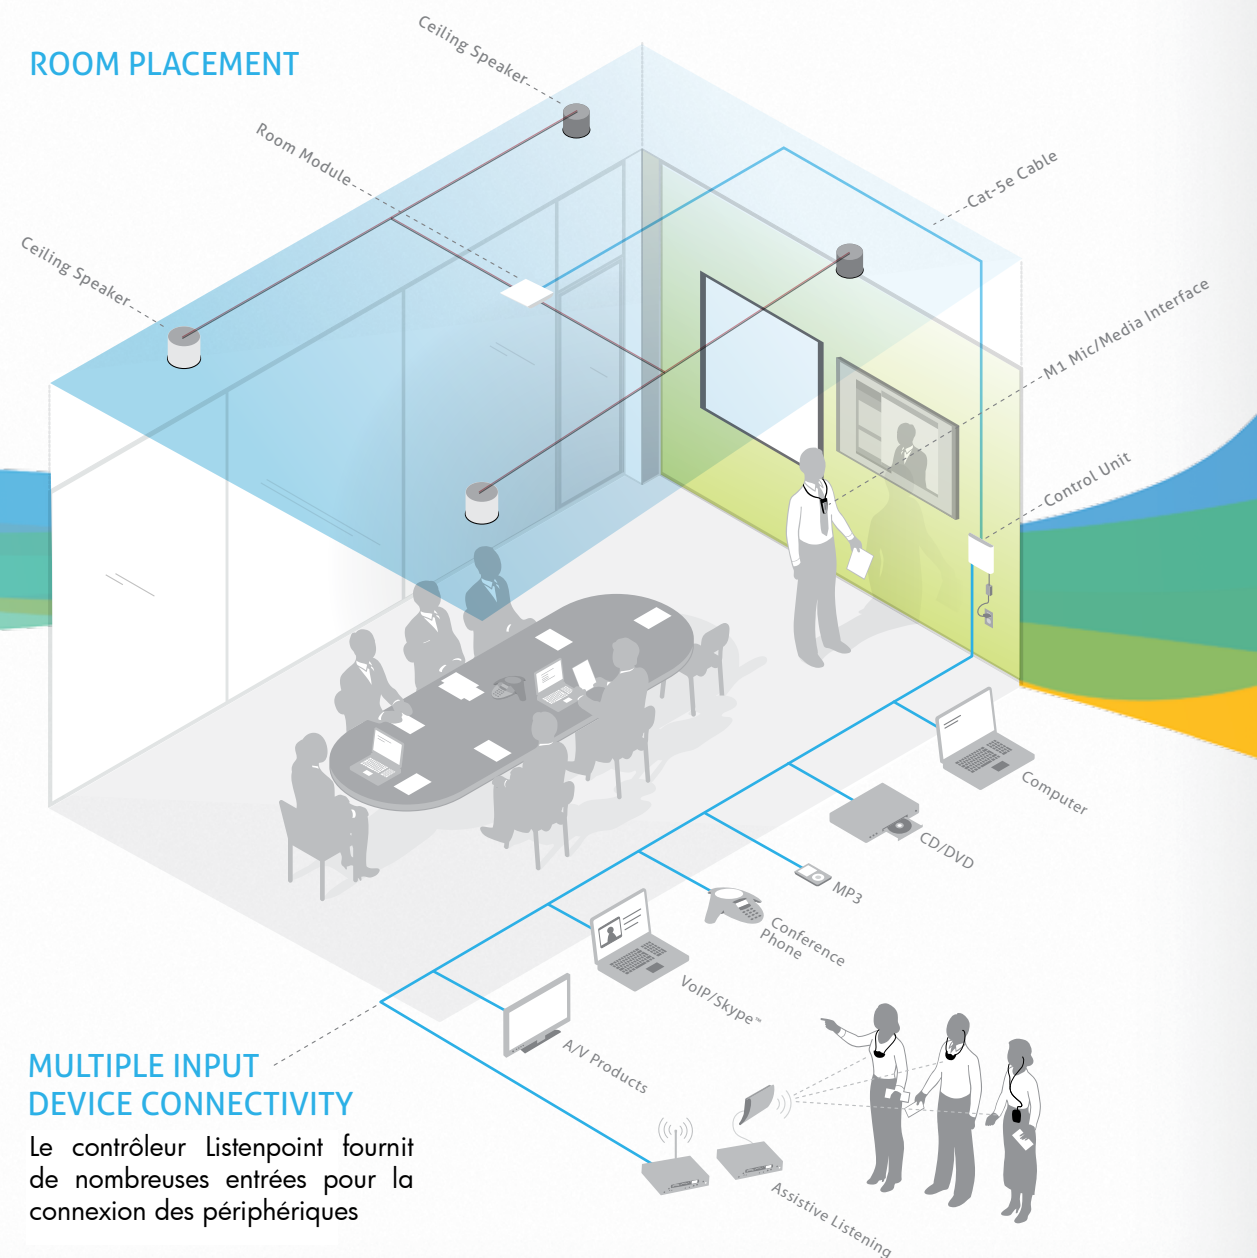 ROOM PLACEMENT
Ceiling Speaker
Room Module
Ceiling Speaker
Cat-5e Cable
M1 Mic/Media Interface
Control Unit
Computer
CD/DVD
MP3
Conference
Phone
VoIP/Skype™
A/V Products
Assistive Listening
MULTIPLE INPUT
DEVICE CONNECTIVITY
Le contrôleur Listenpoint fournit
de nombreuses entrées pour la
connexion des périphériques